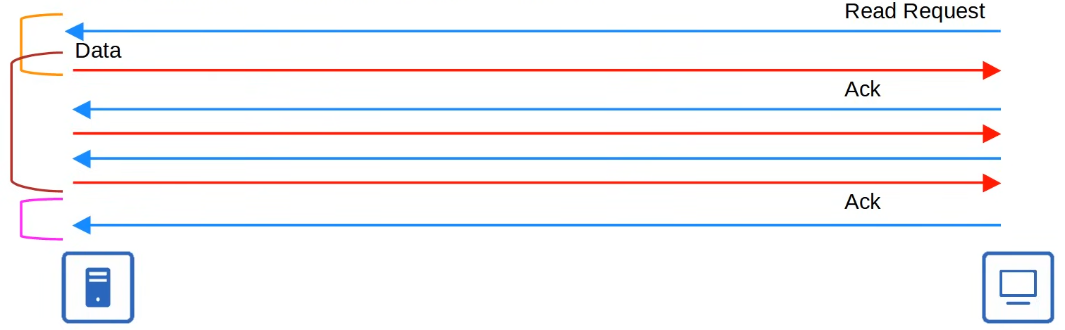 Read Request
Data
Ack
Ack